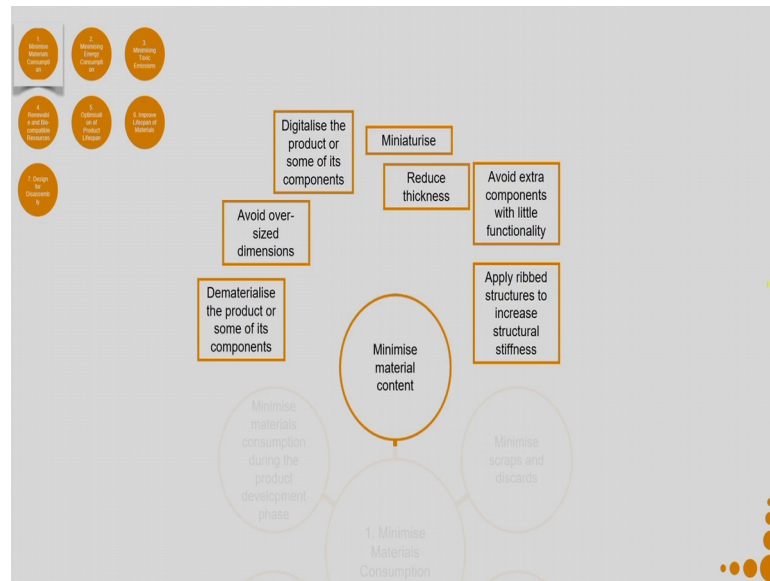 1.
Minimise
Materials
Consumpti
on
2.
Minimising
Energy
Consumpti
on
3.
Minimising
Toxic
Emissions
4.
Renewabl
e and Bio-
compatible
Resources
5.
Optimisati
on of
Product
Lifespan
6. Improve
Lifespan of
Materials
7. Design
for
Disassemb
ly
Digitalise the
product or
some of its
components
Miniaturise
Reduce
thickness
Avoid extra
components
with little
functionality
Avoid over-
sized
dimensions
Dematerialise
the product or
some of its
components
Apply ribbed
structures to
increase
structural
stiffness
Minimise
material
content
Minimise
materials
consumption
during the
product
development
phase
Minimise
scraps and
discards
1. Minimise
Materials
Consumption